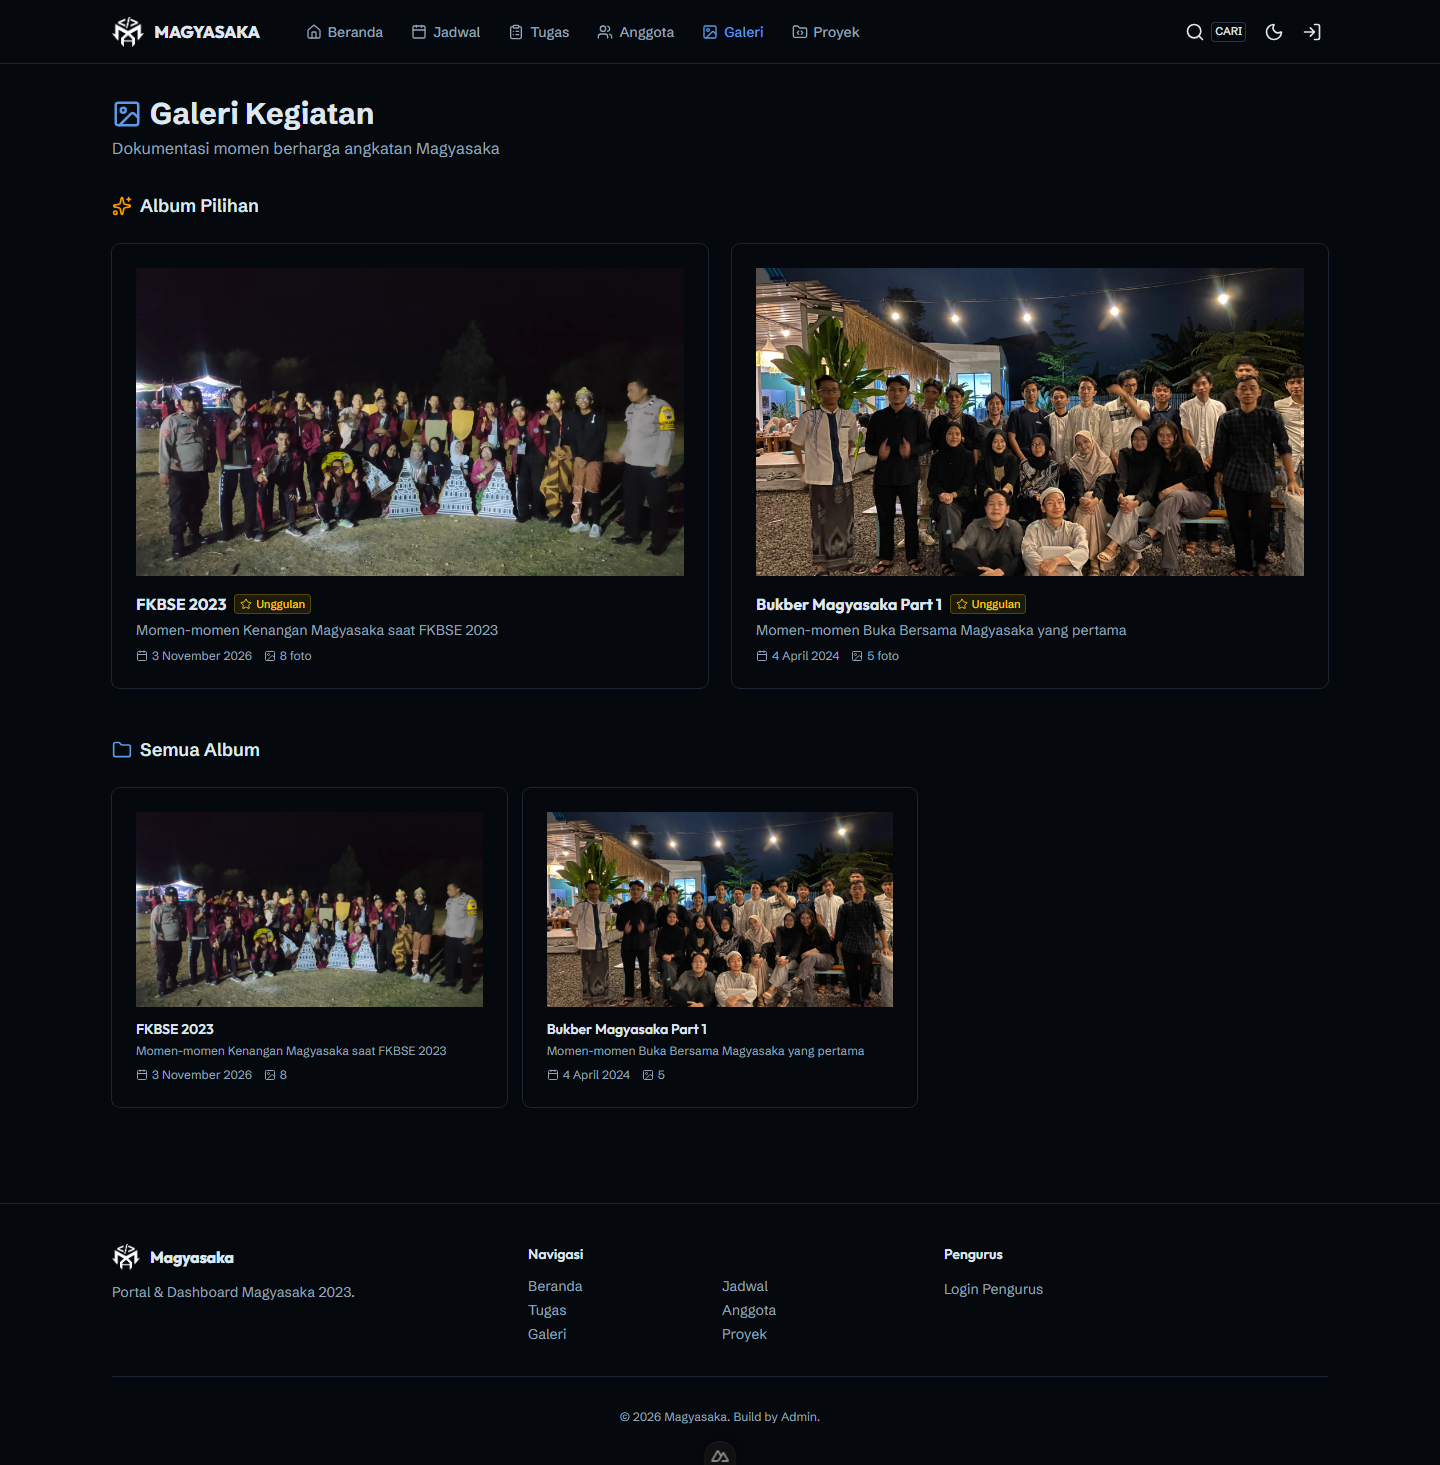 MAGYASAKA Beranda Jadwal Tugas Anggota Galeri Proyek CARI
Galeri Kegiatan
Dokumentasi momen berharga angkatan Magyasaka
Album Pilihan
FKBSE 2023 Unggulan
Momen-momen Kenangan Magyasaka saat FKBSE 2023
3 November 2026 8 foto
Bukber Magyasaka Part 1 Unggulan
Momen-momen Buka Bersama Magyasaka yang pertama
4 April 2024 5 foto
Semua Album
FKBSE 2023
Momen-momen Kenangan Magyasaka saat FKBSE 2023
3 November 2026 8
Bukber Magyasaka Part 1
Momen-momen Buka Bersama Magyasaka yang pertama
4 April 2024 5
Magyasaka
Portal & Dashboard Magyasaka 2023.
Navigasi
Beranda Jadwal
Tugas Anggota
Galeri Proyek
Pengurus
Login Pengurus
© 2026 Magyasaka. Build by Admin.